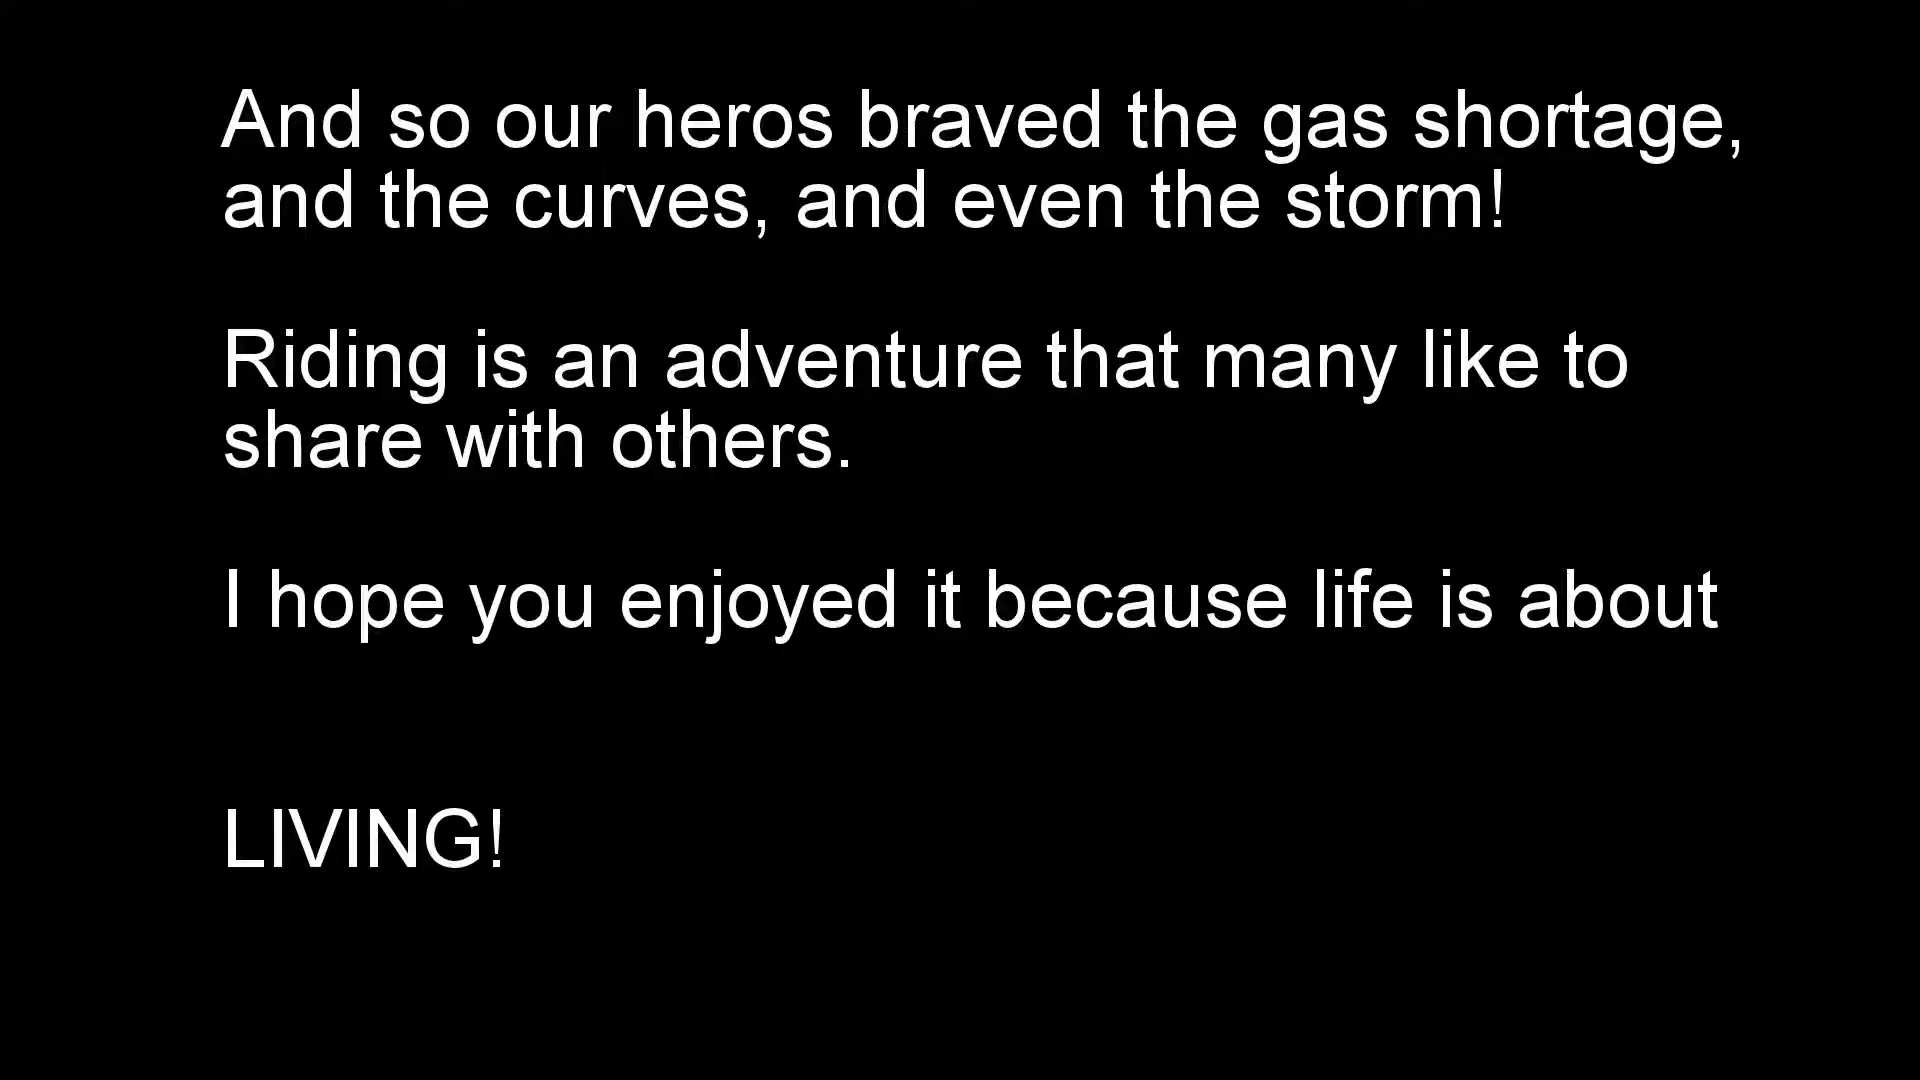 And so our heros braved the gas shortage,
and the curves, and even the storm!
Riding is an adventure that many like to
share with others.
I hope you enjoyed it because life is about
LIVING!